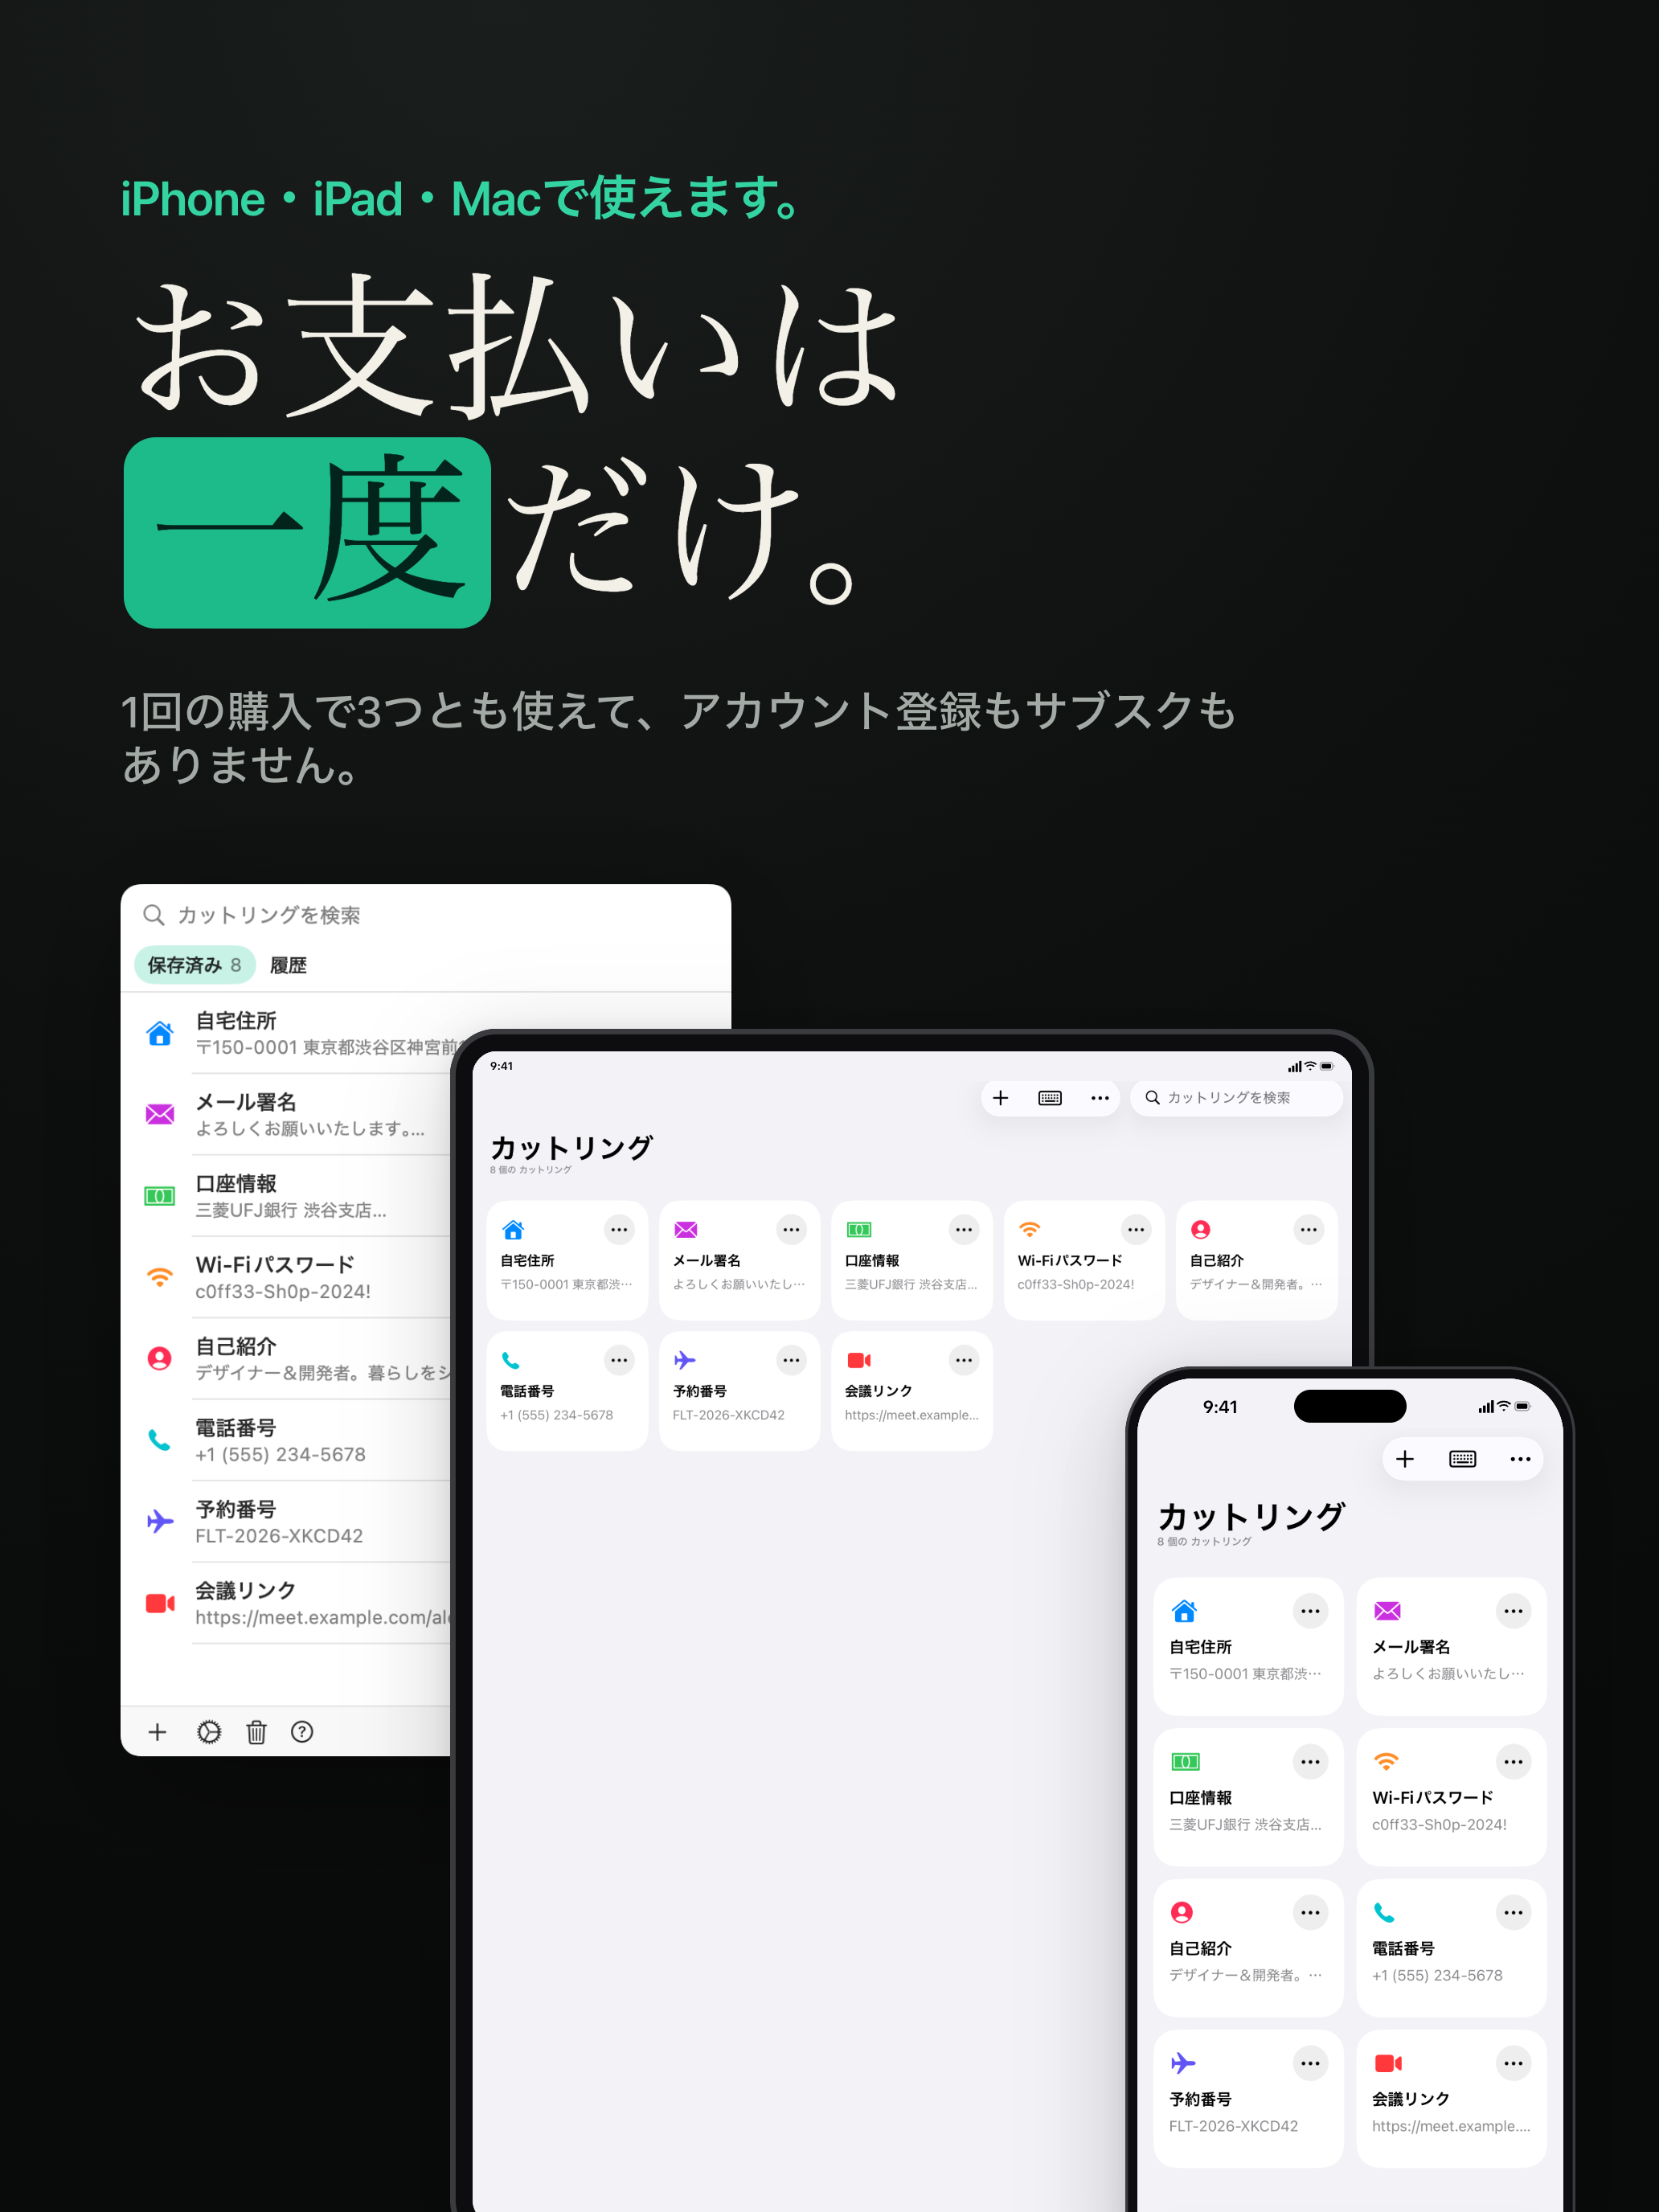 iPhone・iPad・Macで使えます。
お支払いは
一度だけ。
1回の購入で3つとも使えて、アカウント登録もサブスクも
ありません。
カットリングを検索
保存済み 8 履歴
自宅住所
〒150-0001 東京都渋谷区神宮前
メール署名
よろしくお願いいたします。...
口座情報
三菱UFJ銀行 渋谷支店...
Wi-Fiパスワード
c0ff33-Sh0p-2024!
自己紹介
デザイナー＆開発者。暮らしをシ
電話番号
+1 (555) 234-5678
予約番号
FLT-2026-XKCD42
会議リンク
https://meet.example.com/al
9:41
カットリングを検索
カットリング
8 個の カットリング
自宅住所
〒150-0001 東京都渋…
メール署名
よろしくお願いいたし…
口座情報
三菱UFJ銀行 渋谷支店...
Wi-Fiパスワード
c0ff33-Sh0p-2024!
自己紹介
デザイナー＆開発者。…
電話番号
+1 (555) 234-5678
予約番号
FLT-2026-XKCD42
会議リンク
https://meet.example...
9:41
カットリング
8 個の カットリング
自宅住所
〒150-0001 東京都渋…
メール署名
よろしくお願いいたし…
口座情報
三菱UFJ銀行 渋谷支店...
Wi-Fiパスワード
c0ff33-Sh0p-2024!
自己紹介
デザイナー＆開発者。…
電話番号
+1 (555) 234-5678
予約番号
FLT-2026-XKCD42
会議リンク
https://meet.example....